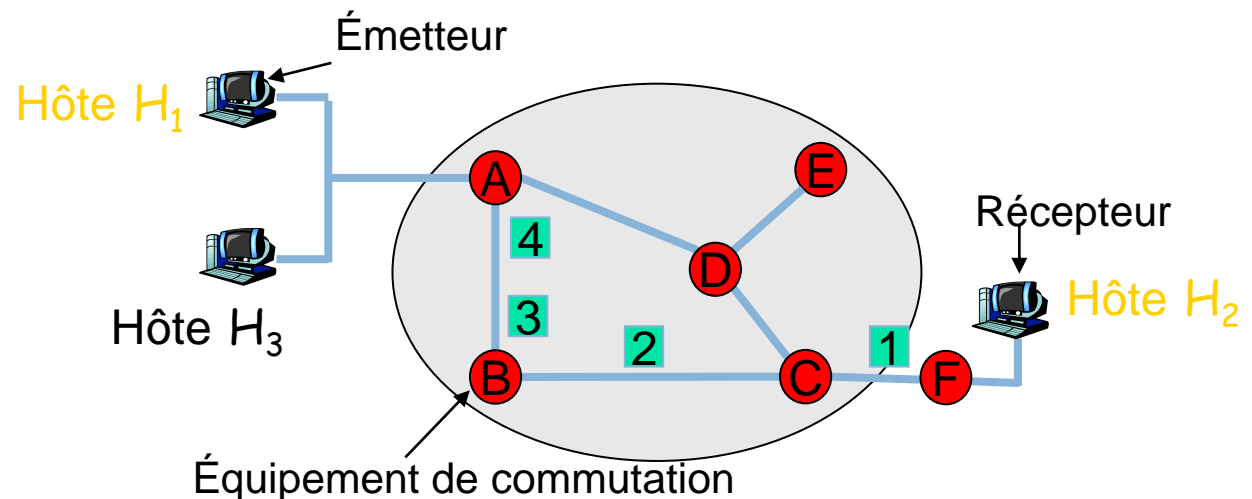 Émetteur
Hôte H1
A
E
Récepteur
4
D
Hôte H2
3
Hôte H3
2
1
B
C
F
Équipement de commutation